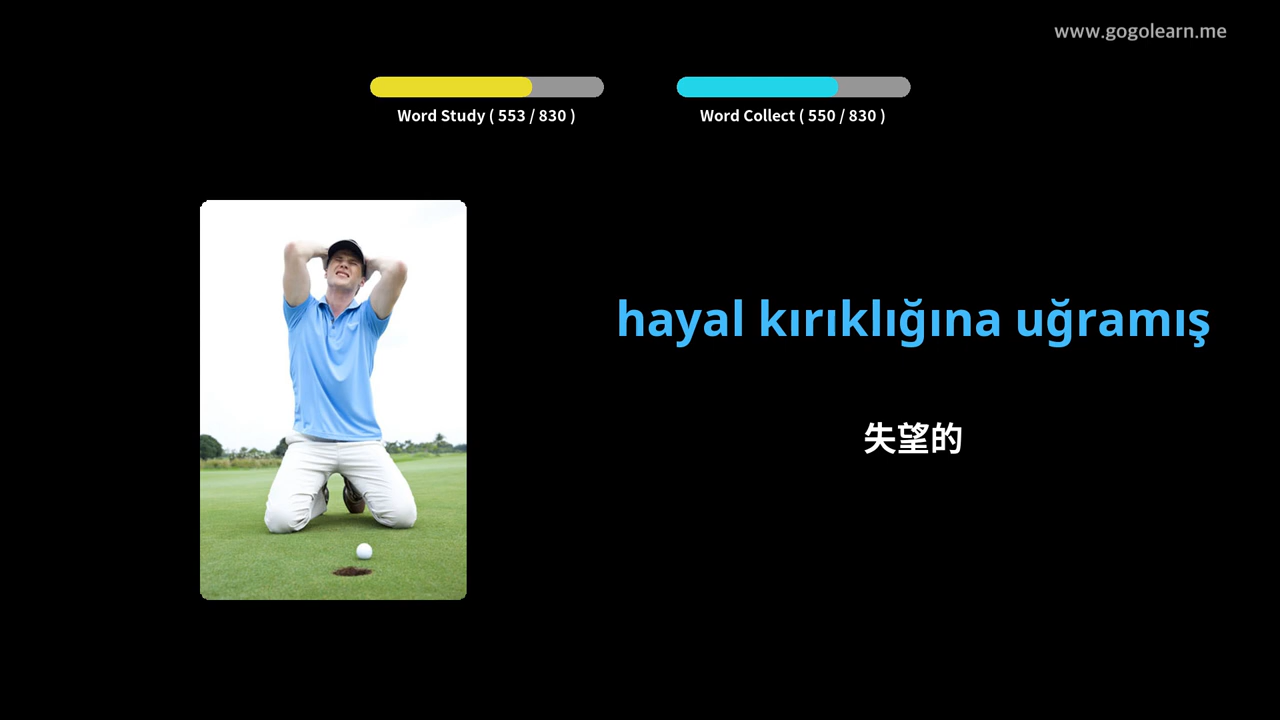 www.gogolearn.me
Word Study ( 553 / 830 )
Word Collect ( 550 / 830 )
hayal kırıklığına uğramış
失望的